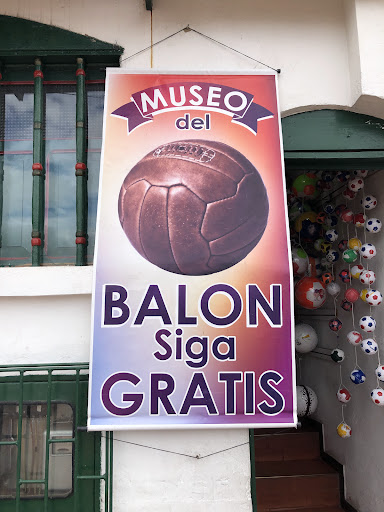 MUSEO
del
BALON
Siga
GRATIS